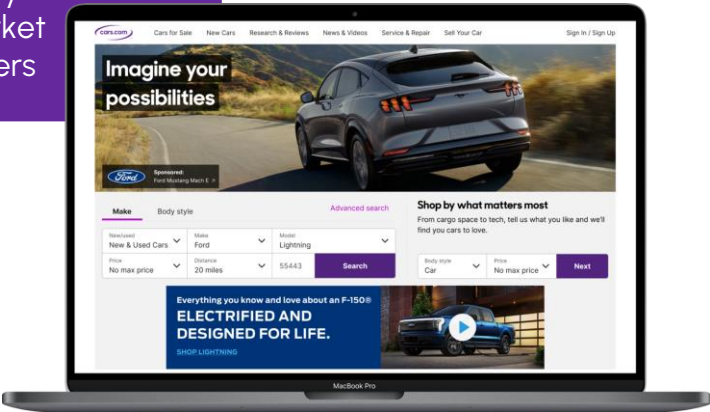 rket
ers
cars.com
Cars for Sale New Cars Research & Reviews News & Videos Service & Repair Sell Your Car Sign In / Sign Up
Imagine your
possibilities
Ford
Sponsored:
Ford Mustang Mach E
Make Body style Advanced search
New/used Make Model
New & Used Cars Ford Lightning
Price Distance
No max price 20 miles 55443 Search
Shop by what matters most
From cargo space to tech, tell us what you like and we'll
find you cars to love.
Body style Price
Car No max price Next
Everything you know and love about an F-150®
ELECTRIFIED AND
DESIGNED FOR LIFE.
SHOP LIGHTNING
MacBook Pro